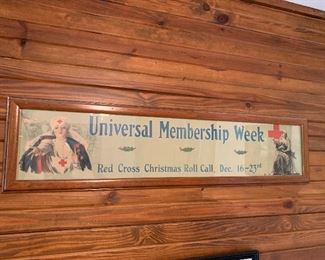 Universal Membership Week
Red Cross Christmas Roll Call, Dec. 16-23rd